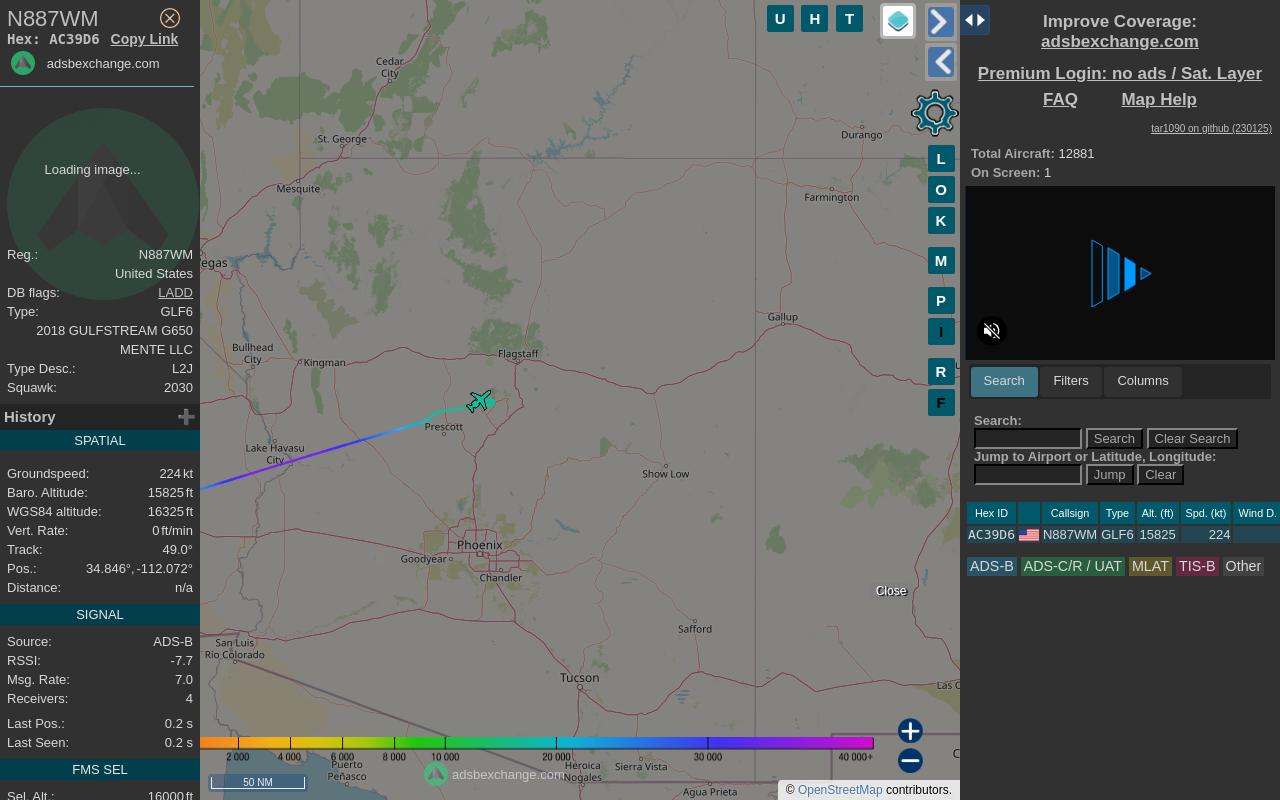 N887WM
Hex: AC39D6 Copy Link
adsbexchange.com
Loading image...
Reg.: N887WM
United States
DB flags: LADD
Type: GLF6
2018 GULFSTREAM G650
MENTE LLC
Type Desc.: L2J
Squawk: 2030
History
SPATIAL
Groundspeed: 224 kt
Baro. Altitude: 15825 ft
WGS84 altitude: 16325 ft
Vert. Rate: 0 ft/min
Track: 49.0°
Pos.: 34.846°, -112.072°
Distance: n/a
SIGNAL
Source: ADS-B
RSSI: -7.7
Msg. Rate: 7.0
Receivers: 4
Last Pos.: 0.2 s
Last Seen: 0.2 s
FMS SEL
Sel. Alt.: 16000 ft
U H T
L
O
K
M
P
I
R
F
Cedar
City
St. George
Mesquite
Durango
Farmington
egas
Bullhead
City
Kingman
Flagstaff
Gallup
Prescott
Lake Havasu
City
Show Low
Phoenix
Goodyear
Chandler
Close
Safford
San Luis
Río Colorado
Tucson
Las C
Puerto
Peñasco
Heroica
Nogales
Sierra Vista
Agua Prieta
C
2 000 4 000 6 000 8 000 10 000 20 000 30 000 40 000+
50 NM
adsbexchange.com
© OpenStreetMap contributors.
Improve Coverage:
adsbexchange.com
Premium Login: no ads / Sat. Layer
FAQ Map Help
tar1090 on github (230125)
Total Aircraft: 12881
On Screen: 1
Search Filters Columns
Search:
Search Clear Search
Jump to Airport or Latitude, Longitude:
Jump Clear
Hex ID Callsign Type Alt. (ft) Spd. (kt) Wind D.
AC39D6 N887WM GLF6 15825 224
ADS-B ADS-C/R / UAT MLAT TIS-B Other